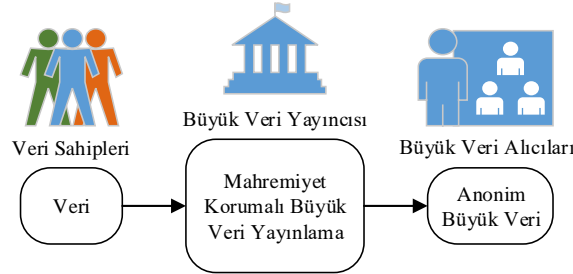 Büyük Veri Yayıncısı
Veri Sahipleri
Büyük Veri Alıcıları
Veri
Mahremiyet
Korumalı Büyük
Veri Yayınlama
Anonim
Büyük Veri